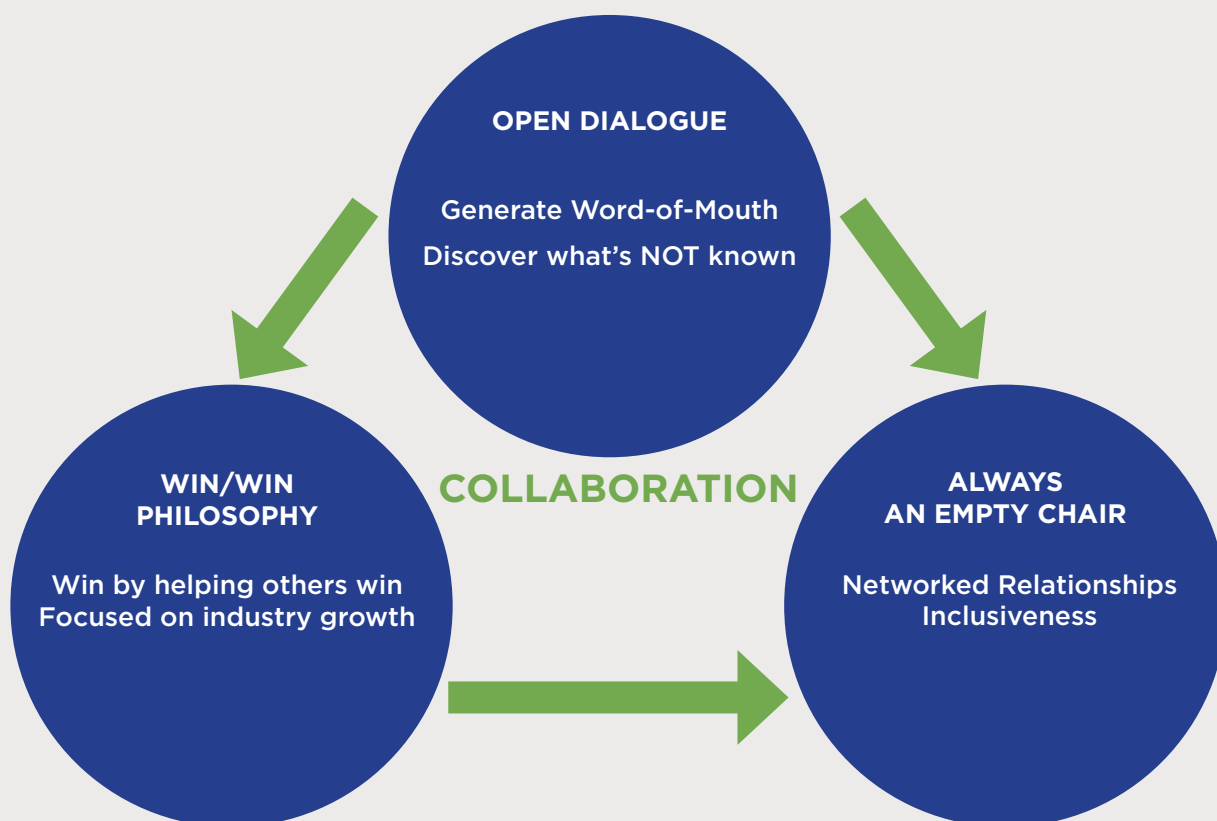 OPEN DIALOGUE
Generate Word-of-Mouth
Discover what’s NOT known
COLLABORATION
WIN/WIN
PHILOSOPHY
Win by helping others win
Focused on industry growth
ALWAYS
AN EMPTY CHAIR
Networked Relationships
Inclusiveness